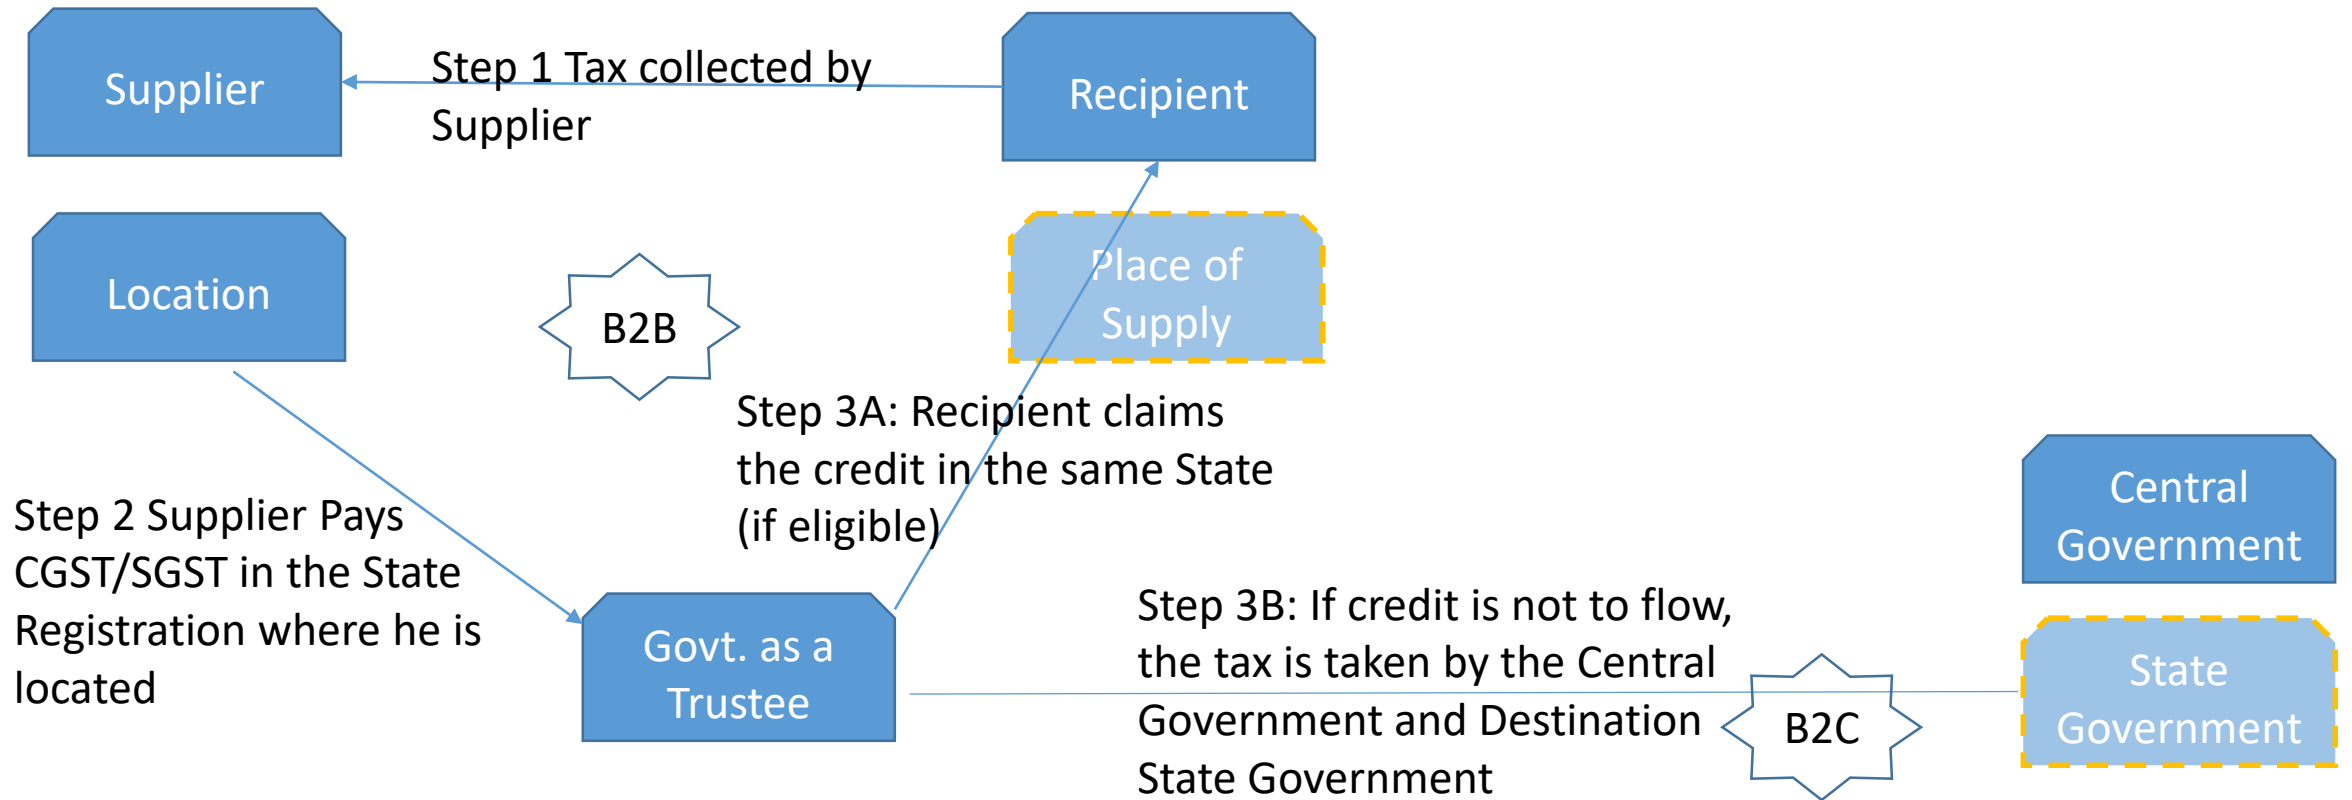 Supplier
Step 1 Tax collected by
Supplier
Recipient
Location
B2B
Place of
Supply
Step 3A: Recipient claims
the credit in the same State
(if eligible)
Step 2 Supplier Pays
CGST/SGST in the State
Registration where he is
located
Govt. as a
Trustee
Step 3B: If credit is not to flow,
the tax is taken by the Central
Government and Destination
State Government
B2C
Central
Government
State
Government